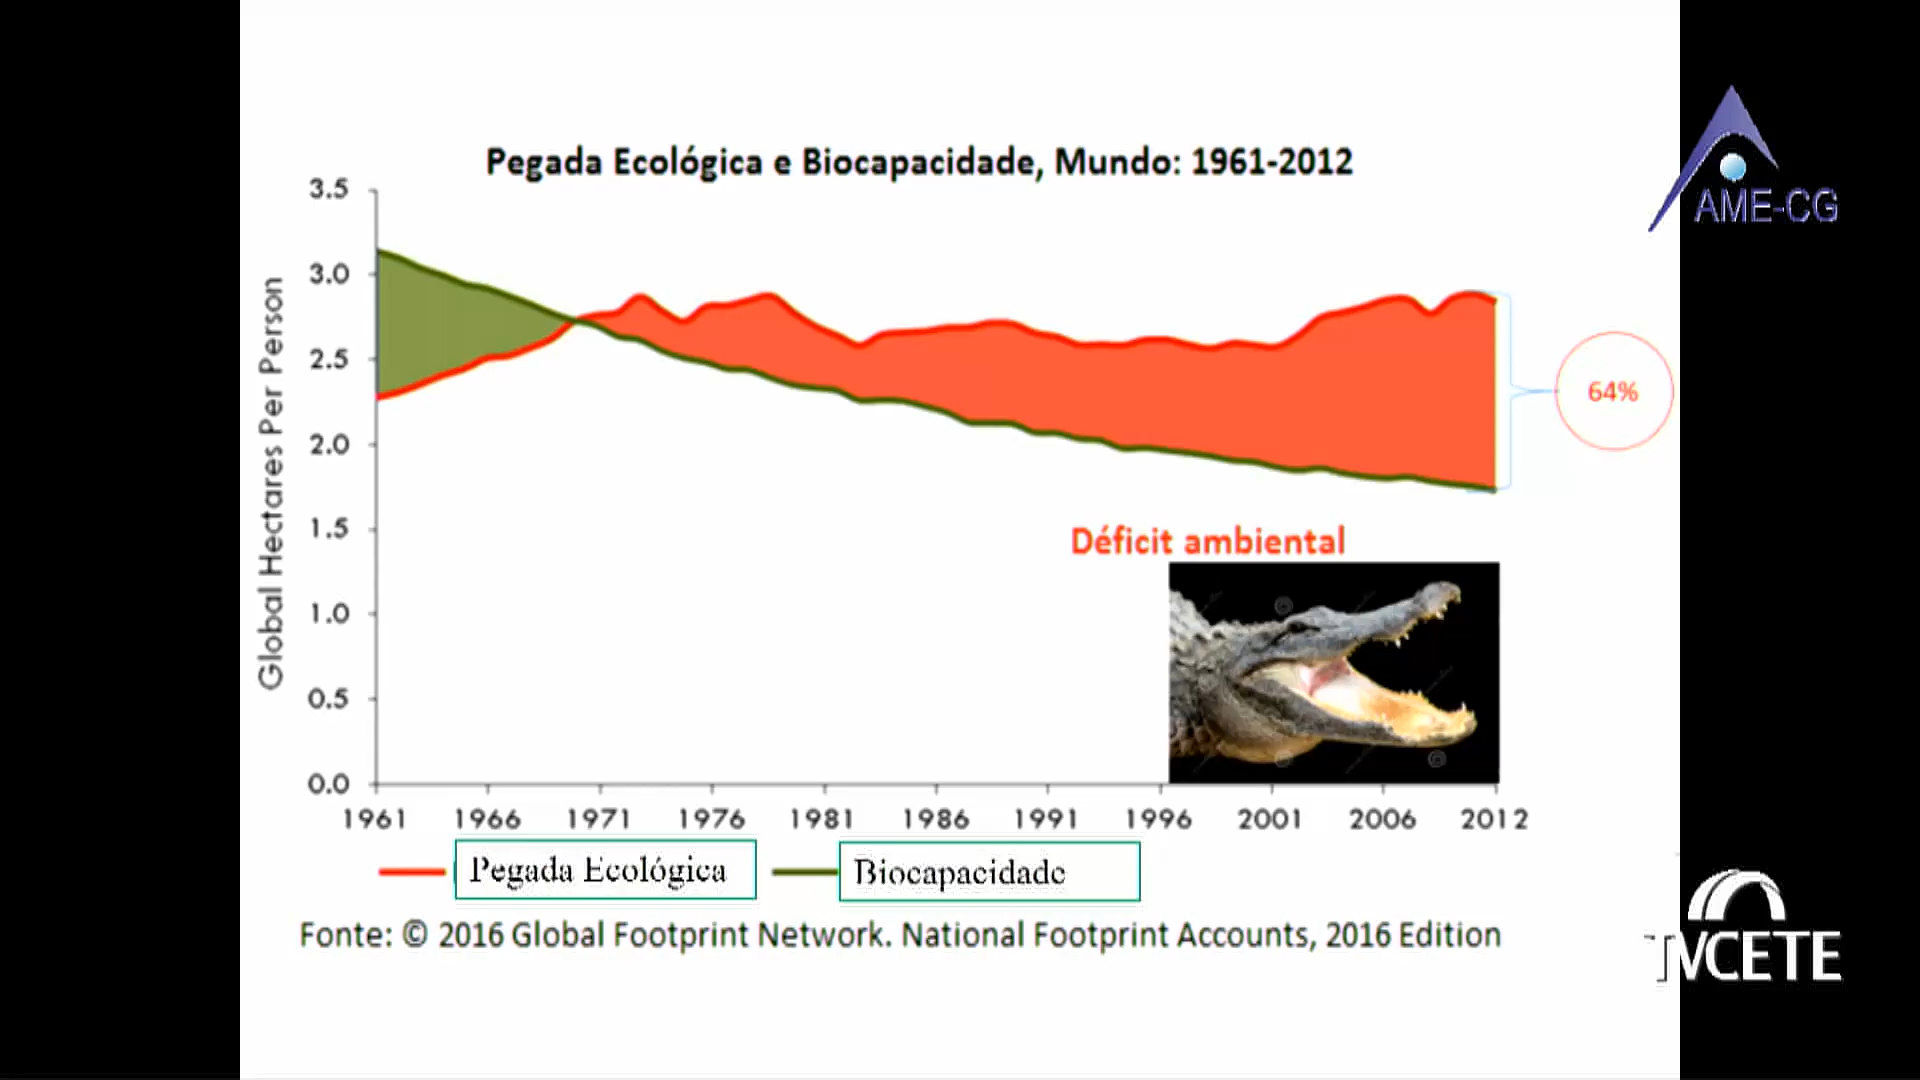 Pegada Ecológica e Biocapacidade, Mundo: 1961-2012
AME-CG
Global Hectares Per Person
3.5
3.0
2.5
2.0
1.5
1.0
0.5
0.0
64%
Déficit ambiental
1961 1966 1971 1976 1981 1986 1991 1996 2001 2006 2012
Pegada Ecológica Biocapacidade
Fonte: © 2016 Global Footprint Network. National Footprint Accounts, 2016 Edition
TVCETE